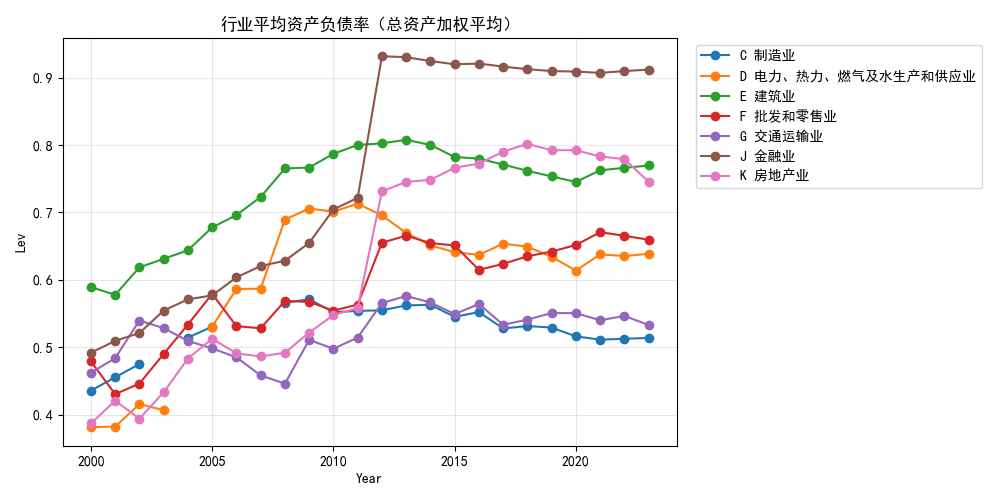 行业平均资产负债率（总资产加权平均）
Lev
0.9
0.8
0.7
0.6
0.5
0.4
2000 2005 2010 2015 2020
Year
C 制造业
D 电力、热力、燃气及水生产和供应业
E 建筑业
F 批发和零售业
G 交通运输业
J 金融业
K 房地产业